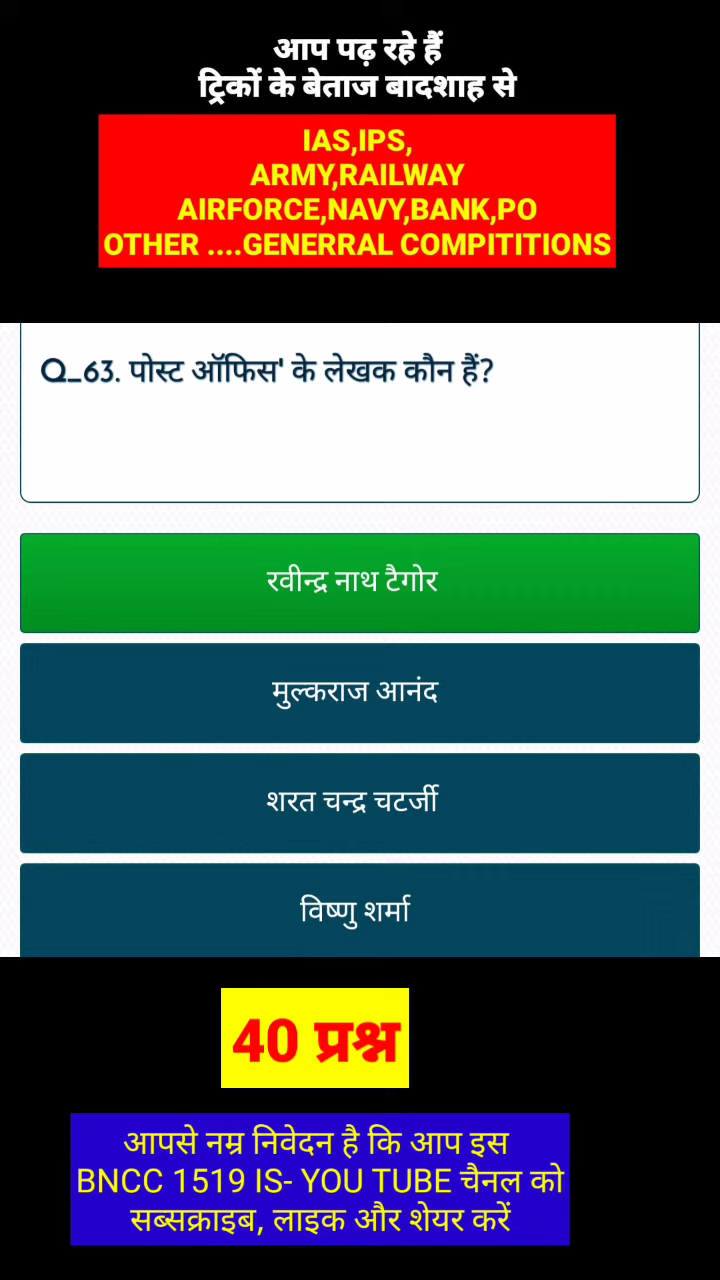 आप पढ़ रहे हैं
ट्रिकों के बेताज बादशाह से
IAS,IPS,
ARMY,RAILWAY
AIRFORCE,NAVY,BANK,PO
OTHER ....GENERRAL COMPITITIONS
Q_63. पोस्ट ऑफिस' के लेखक कौन हैं?
रवीन्द्र नाथ टैगोर
मुल्कराज आनंद
शरत चन्द्र चटर्जी
विष्णु शर्मा
40 प्रश्न
आपसे नम्र निवेदन है कि आप इस
BNCC 1519 IS- YOU TUBE चैनल को
सब्सक्राइब, लाइक और शेयर करें